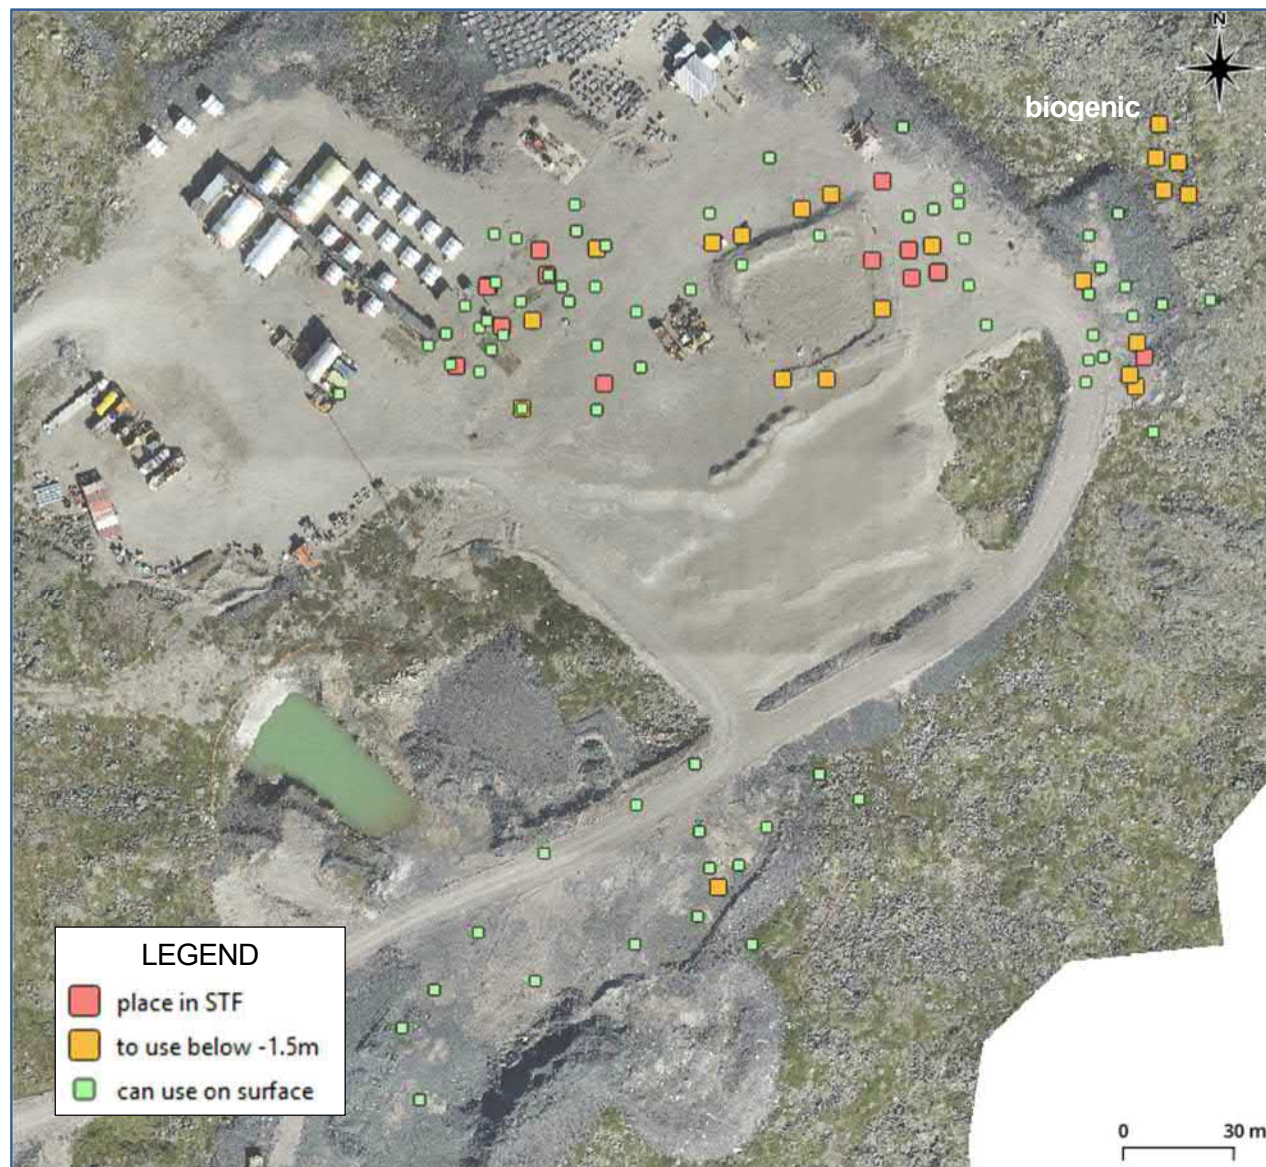 N
biogenic
LEGEND
place in STF
to use below -1.5m
can use on surface
0 30 m